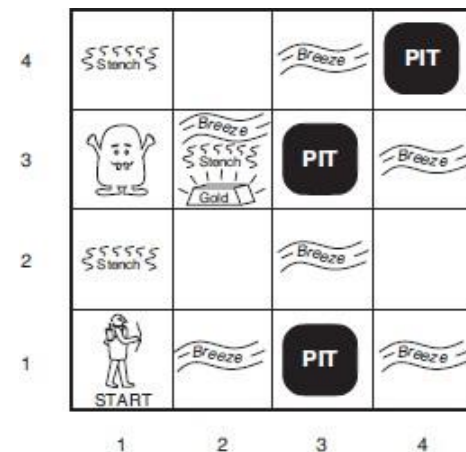 4
Stench
Breeze
PIT
3
Breeze
Stench
Gold
PIT
Breeze
2
Stench
Breeze
1
START
Breeze
PIT
Breeze
1 2 3 4